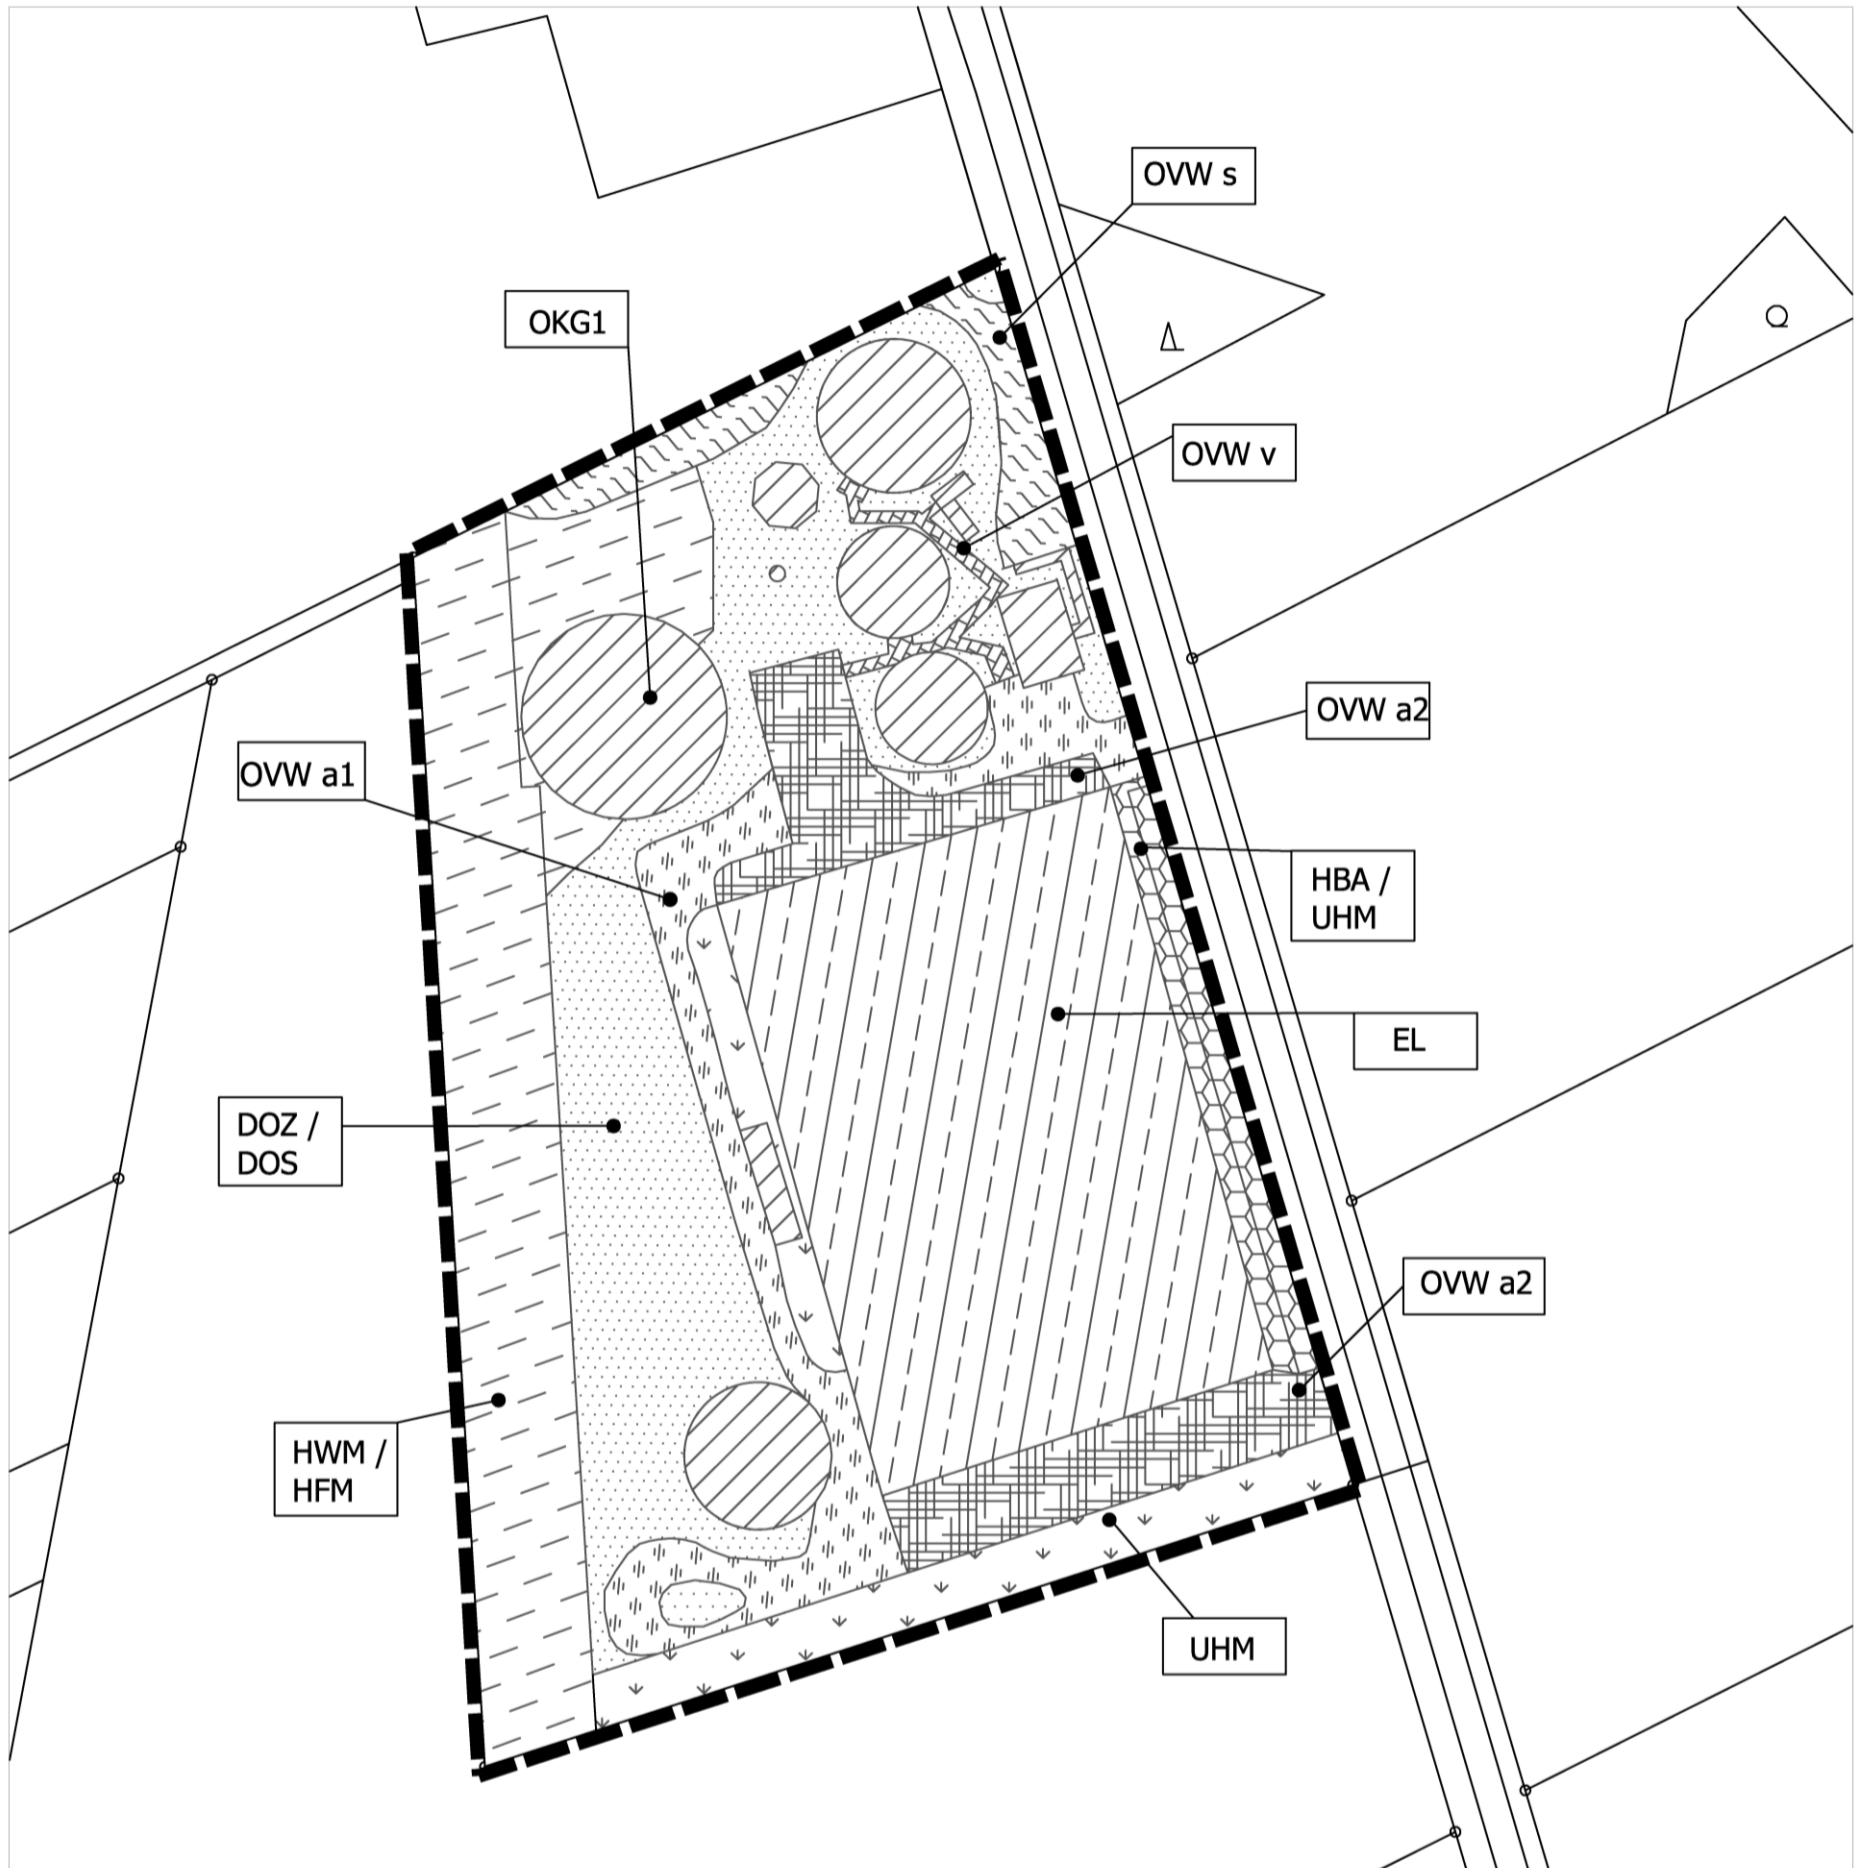 OVW s
OKG1
OVW v
OVW a2
OVW a1
HBA /
UHM
EL
DOZ /
DOS
OVW a2
HWM /
HFM
UHM